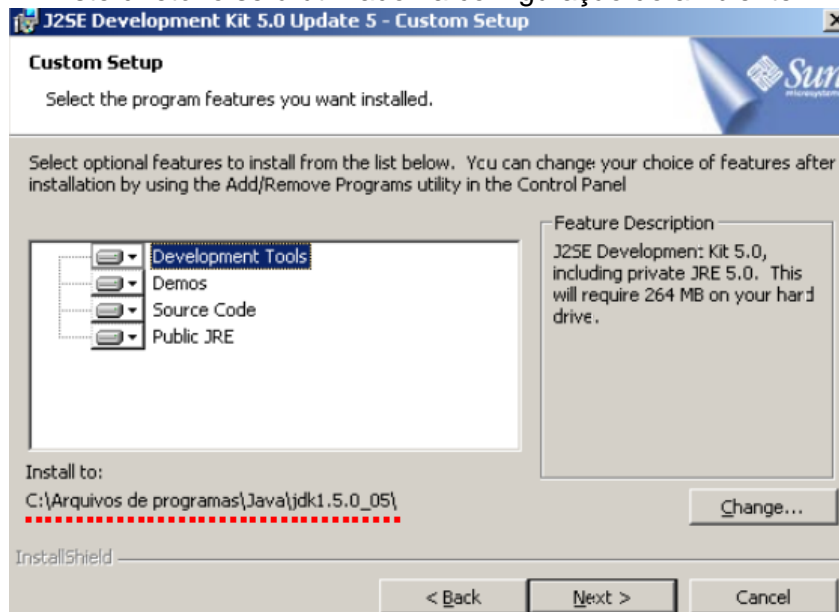 J2SE Development Kit 5.0 Update 5 - Custom Setup
Custom Setup
Select the program features you want installed.
Sun
microsystems
Select optional features to install from the list below. You can change your choice of features after
installation by using the Add/Remove Programs utility in the Control Panel
Development Tools
Demos
Source Code
Public JRE
Feature Description
J2SE Development Kit 5.0,
including private JRE 5.0. This
will require 264 MB on your hard
drive.
Install to:
C:\Arquivos de programas\Java\jdk1.5.0_05\
Change...
InstallShield
< Back
Next >
Cancel